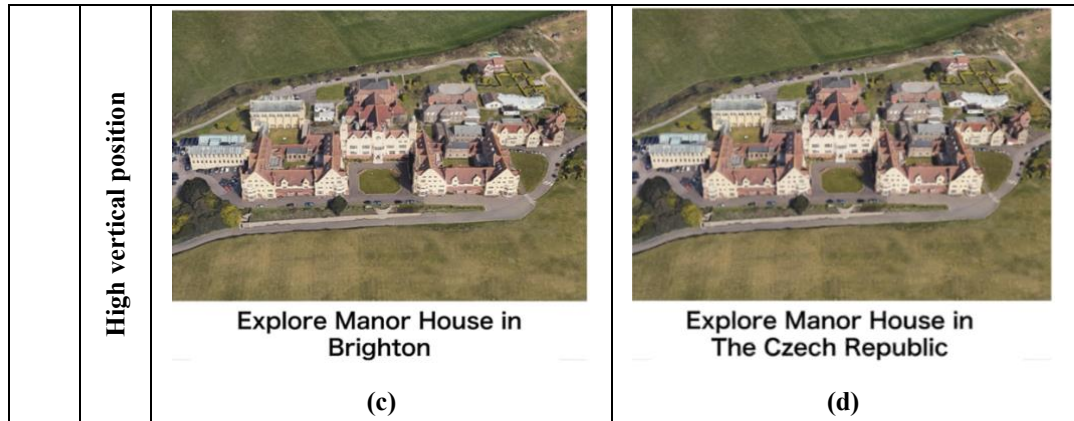 High vertical position
Explore Manor House in
Brighton
(c)
Explore Manor House in
The Czech Republic
(d)